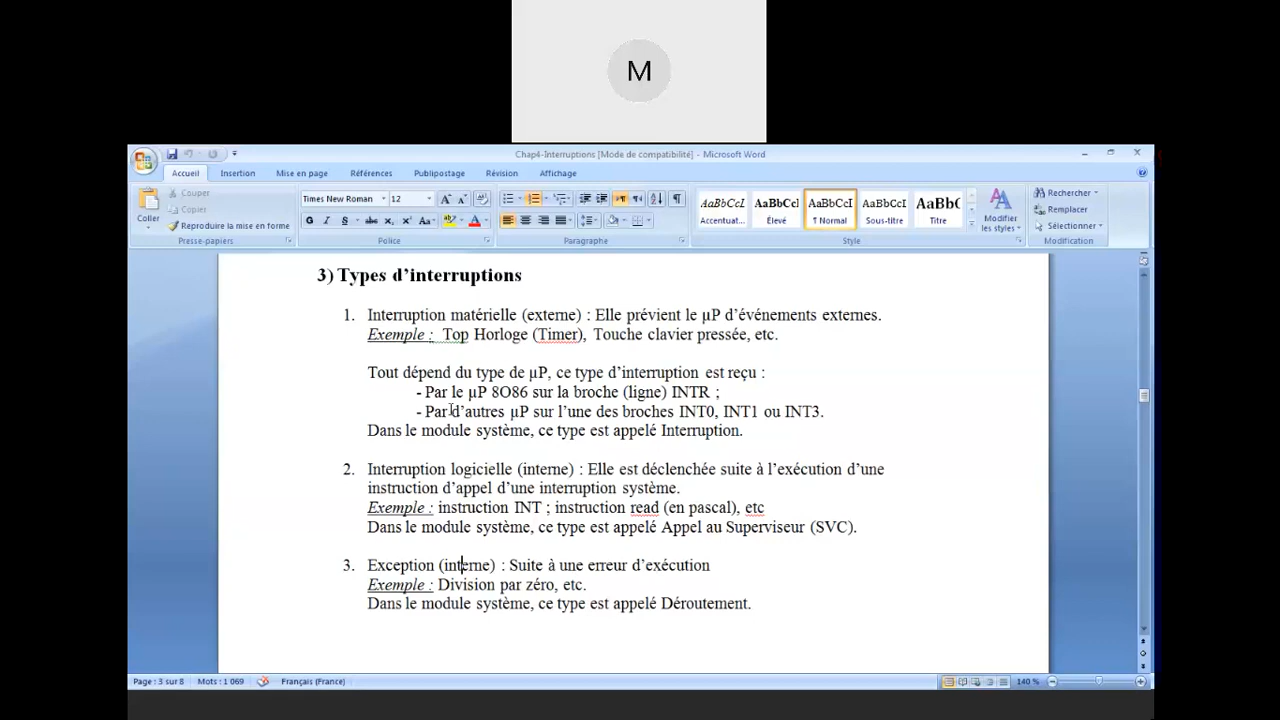 M
Chap4-Interruptions [Mode de compatibilité] - Microsoft Word
Accueil Insertion Mise en page Références Publipostage Révision Affichage
Coller
Couper
Copier
Reproduire la mise en forme
Presse-papiers
Times New Roman 12
G I S abc x₂ x² Aa
Police
Paragraphe
AaBbCcI AaBbCcl AaBbCcI AaBbCcI AaBbC(
Accentuat... Élevé ¶ Normal Sous-titre Titre
Style
Modifier les styles
Rechercher
Remplacer
Sélectionner
Modification
3) Types d’interruptions
1. Interruption matérielle (externe) : Elle prévient le µP d’événements externes.
Exemple : Top Horloge (Timer), Touche clavier pressée, etc.
Tout dépend du type de µP, ce type d’interruption est reçu :
- Par le µP 8O86 sur la broche (ligne) INTR ;
- Par d’autres µP sur l’une des broches INT0, INT1 ou INT3.
Dans le module système, ce type est appelé Interruption.
2. Interruption logicielle (interne) : Elle est déclenchée suite à l’exécution d’une
instruction d’appel d’une interruption système.
Exemple : instruction INT ; instruction read (en pascal), etc
Dans le module système, ce type est appelé Appel au Superviseur (SVC).
3. Exception (interne) : Suite à une erreur d’exécution
Exemple : Division par zéro, etc.
Dans le module système, ce type est appelé Déroutement.
Page : 3 sur 8 Mots : 1 069 Français (France) 140 %